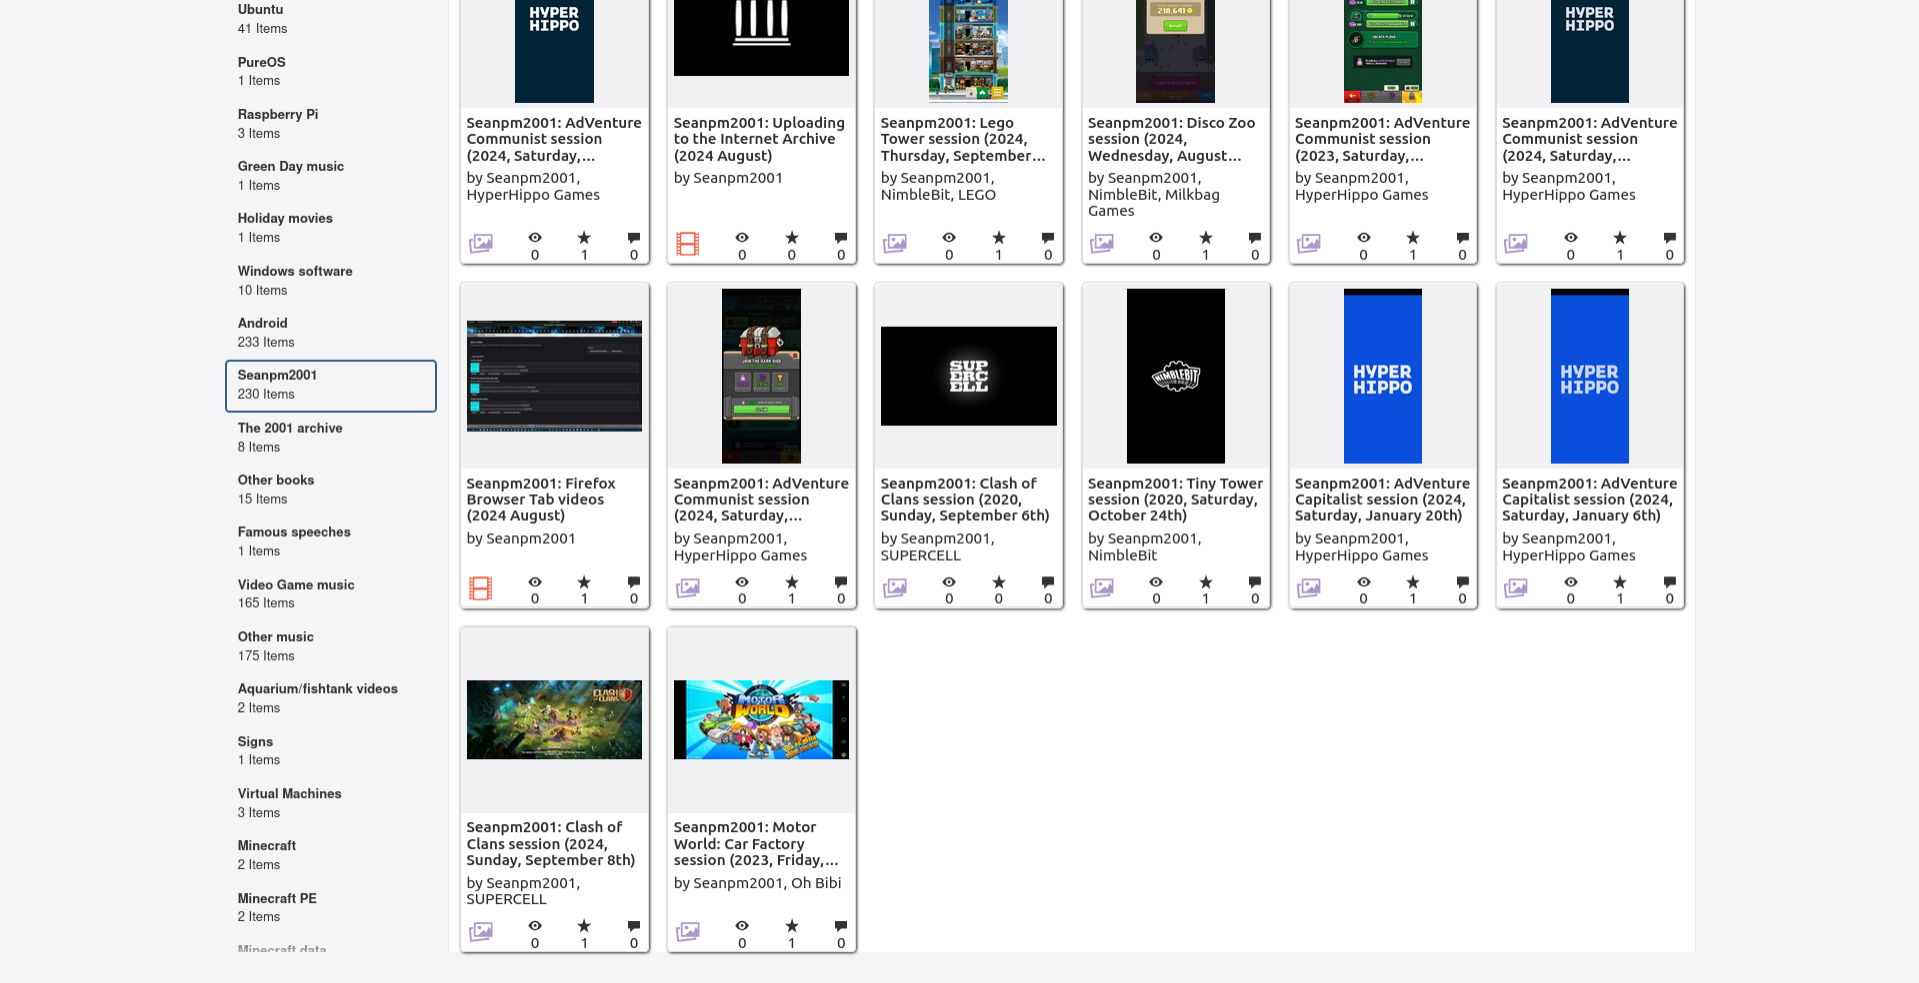 Ubuntu
41 Items
PureOS
1 Items
Raspberry Pi
3 Items
Green Day music
1 Items
Holiday movies
1 Items
Windows software
10 Items
Android
233 Items
Seanpm2001
230 Items
The 2001 archive
8 Items
Other books
15 Items
Famous speeches
1 Items
Video Game music
165 Items
Other music
175 Items
Aquarium/fishtank videos
2 Items
Signs
1 Items
Virtual Machines
3 Items
Minecraft
2 Items
Minecraft PE
2 Items
Minecraft data
HYPER
HIPPO
Seanpm2001: AdVenture
Communist session
(2024, Saturday,...
by Seanpm2001,
HyperHippo Games
0
1
0
Seanpm2001: Uploading
to the Internet Archive
(2024 August)
by Seanpm2001
0
0
0
Seanpm2001: Lego
Tower session (2024,
Thursday, September...
by Seanpm2001,
NimbleBit, LEGO
0
1
0
210,641
Seanpm2001: Disco Zoo
session (2024,
Wednesday, August...
by Seanpm2001,
NimbleBit, Milkbag
Games
0
1
0
Seanpm2001: AdVenture
Communist session
(2023, Saturday,...
by Seanpm2001,
HyperHippo Games
0
1
0
HYPER
HIPPO
Seanpm2001: AdVenture
Communist session
(2024, Saturday,...
by Seanpm2001,
HyperHippo Games
0
1
0
Seanpm2001: Firefox
Browser Tab videos
(2024 August)
by Seanpm2001
0
1
0
JOIN THE DARK SIDE
Seanpm2001: AdVenture
Communist session
(2024, Saturday,...
by Seanpm2001,
HyperHippo Games
0
1
0
SUP
ERC
ELL
Seanpm2001: Clash of
Clans session (2020,
Sunday, September 6th)
by Seanpm2001,
SUPERCELL
0
0
0
NIMBLEBIT
Seanpm2001: Tiny Tower
session (2020, Saturday,
October 24th)
by Seanpm2001,
NimbleBit
0
1
0
HYPER
HIPPO
Seanpm2001: AdVenture
Capitalist session (2024,
Saturday, January 20th)
by Seanpm2001,
HyperHippo Games
0
1
0
HYPER
HIPPO
Seanpm2001: AdVenture
Capitalist session (2024,
Saturday, January 6th)
by Seanpm2001,
HyperHippo Games
0
1
0
CLASH
OF CLANS
Seanpm2001: Clash of
Clans session (2024,
Sunday, September 8th)
by Seanpm2001,
SUPERCELL
0
1
0
MOTOR
WORLD
Seanpm2001: Motor
World: Car Factory
session (2023, Friday,...
by Seanpm2001, Oh Bibi
0
1
0